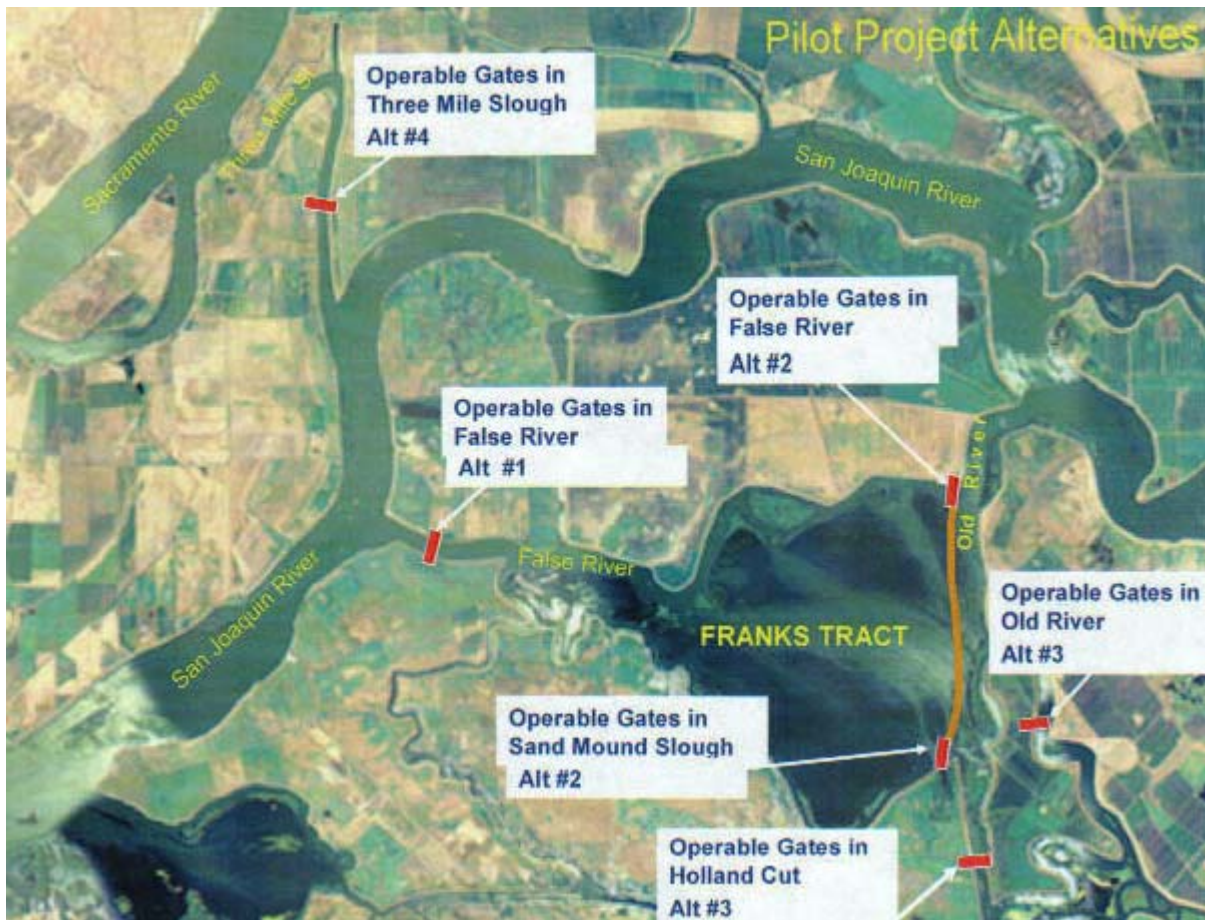 Pilot Project Alternatives
Operable Gates in
Three Mile Slough
Alt #4
Sacramento River
Three Mile Sl
San Joaquin River
Operable Gates in
False River
Alt #2
Operable Gates in
False River
Alt #1
Old River
False River
San Joaquin River
FRANKS TRACT
Operable Gates in
Old River
Alt #3
Operable Gates in
Sand Mound Slough
Alt #2
Operable Gates in
Holland Cut
Alt #3